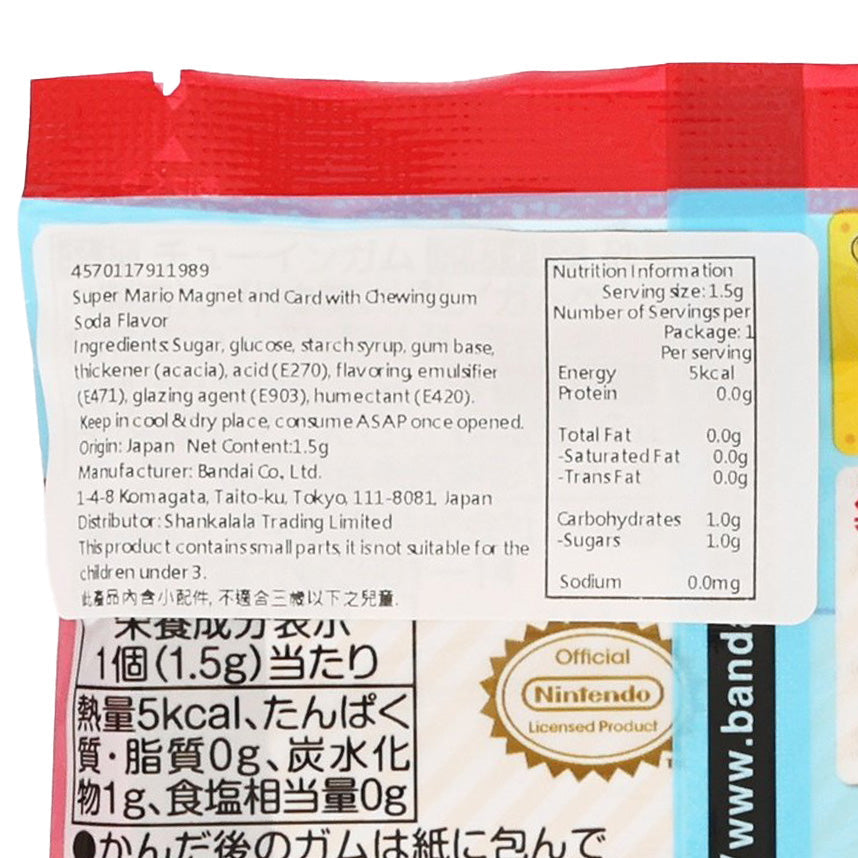 4570117911989
Super Mario Magnet and Card with Chewing gum
Soda Flavor
Ingredients: Sugar, glucose, starch syrup, gum base,
thickener (acacia), acid (E270), flavoring, emulsifier
(E471), glazing agent (E903), humectant (E420).
Keep in cool & dry place, consume ASAP once opened.
Origin: Japan Net Content:1.5g
Manufacturer: Bandai Co., Ltd.
1-4-8 Komagata, Taito-ku, Tokyo, 111-8081, Japan
Distributor: Shankalala Trading Limited
This product contains small parts, it is not suitable for the
children under 3.
此產品內含小配件, 不適合三歲以下之兒童.
Nutrition Information
Serving size: 1.5g
Number of Servings per
Package: 1
Per serving
Energy 5kcal
Protein 0.0g
Total Fat 0.0g
-Saturated Fat 0.0g
-Trans Fat 0.0g
Carbohydrates 1.0g
-Sugars 1.0g
Sodium 0.0mg
栄養成分表示
1個(1.5g)当たり
熱量5kcal、たんぱく
質・脂質0g、炭水化
物1g、食塩相当量0g
●かんだ後のガムは紙に包んで
Official
Nintendo
Licensed Product
www.banda